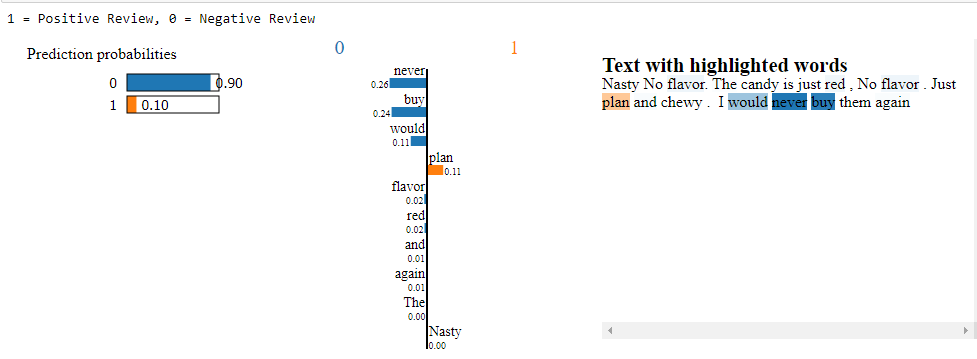 1 = Positive Review, 0 = Negative Review
Prediction probabilities
0 0.90
1 0.10
0 1
never
0.26
buy
0.24
would
0.11
plan
0.11
flavor
0.02
red
0.02
and
0.01
again
0.01
The
0.00
Nasty
0.00
Text with highlighted words
Nasty No flavor. The candy is just red , No flavor . Just
plan and chewy . I would never buy them again